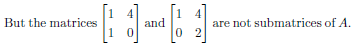 But the matrices [1 4; 1 0] and [1 4; 0 2] are not submatrices of A.